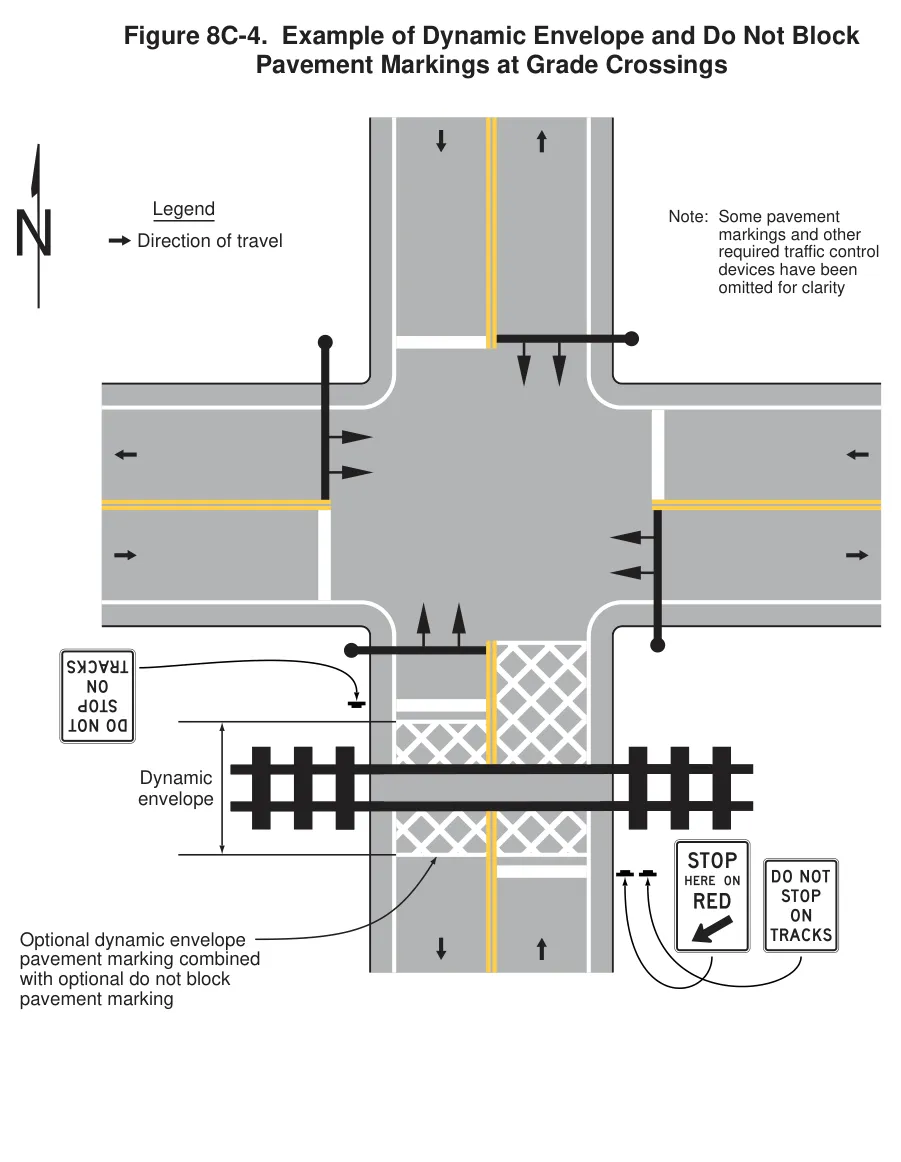 Figure 8C-4.  Example of Dynamic Envelope and Do Not Block
Pavement Markings at Grade Crossings
N
Legend
Direction of travel
Note: Some pavement
markings and other
required traffic control
devices have been
omitted for clarity
DO NOT
STOP
ON
TRACKS
Dynamic
envelope
STOP
HERE ON
RED
DO NOT
STOP
ON
TRACKS
Optional dynamic envelope
pavement marking combined
with optional do not block
pavement marking